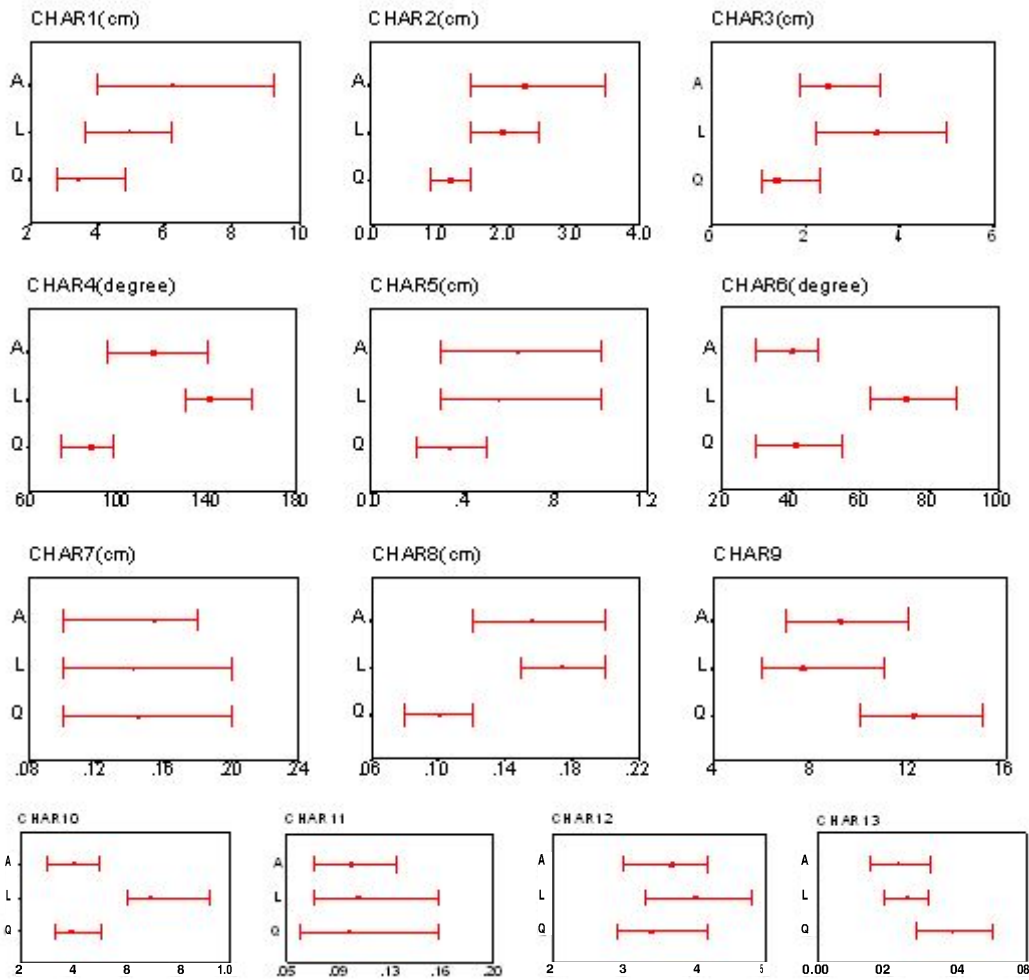 CHAR1(cm) CHAR2(cm) CHAR3(cm)
A A A
L L L
Q Q Q
2 4 6 8 10 0.0 1.0 2.0 3.0 4.0 0 2 4 6
CHAR4(degree) CHAR5(cm) CHAR6(degree)
A A A
L L L
Q Q Q
60 100 140 180 0.0 .4 .8 1.2 20 40 60 80 100
CHAR7(cm) CHAR8(cm) CHAR9
A A A
L L L
Q Q Q
.08 .12 .16 .20 .24 .06 .10 .14 .18 .22 4 8 12 16
CHAR10 CHAR11 CHAR12 CHAR13
A A A A
L L L L
Q Q Q Q
2 4 8 8 1.0 .05 .09 .13 .16 .20 2 3 4 5 0.00 02 04 08